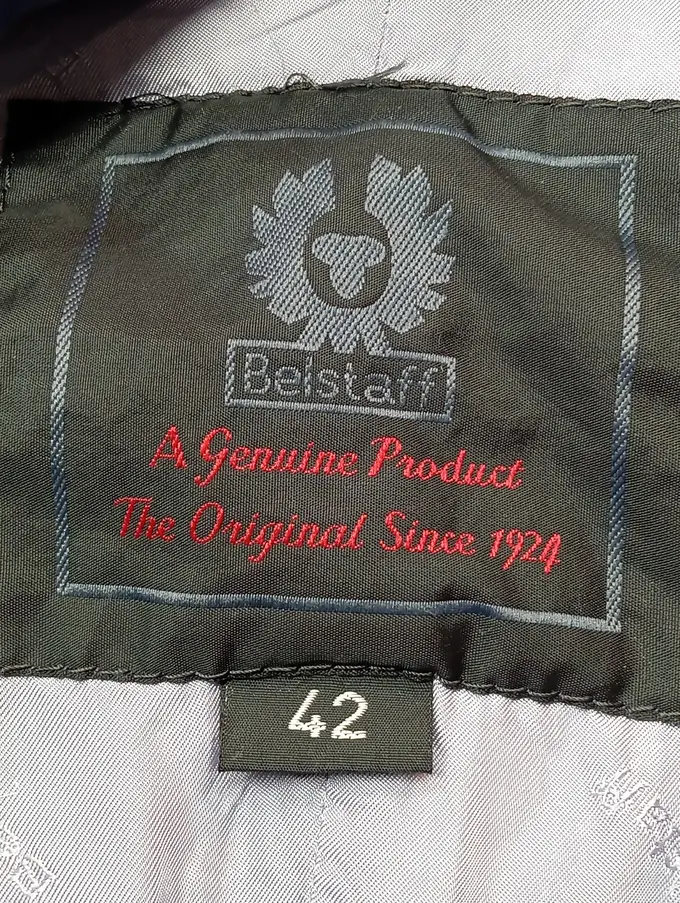 Belstaff
A Genuine Product
The Original Since 1924
42